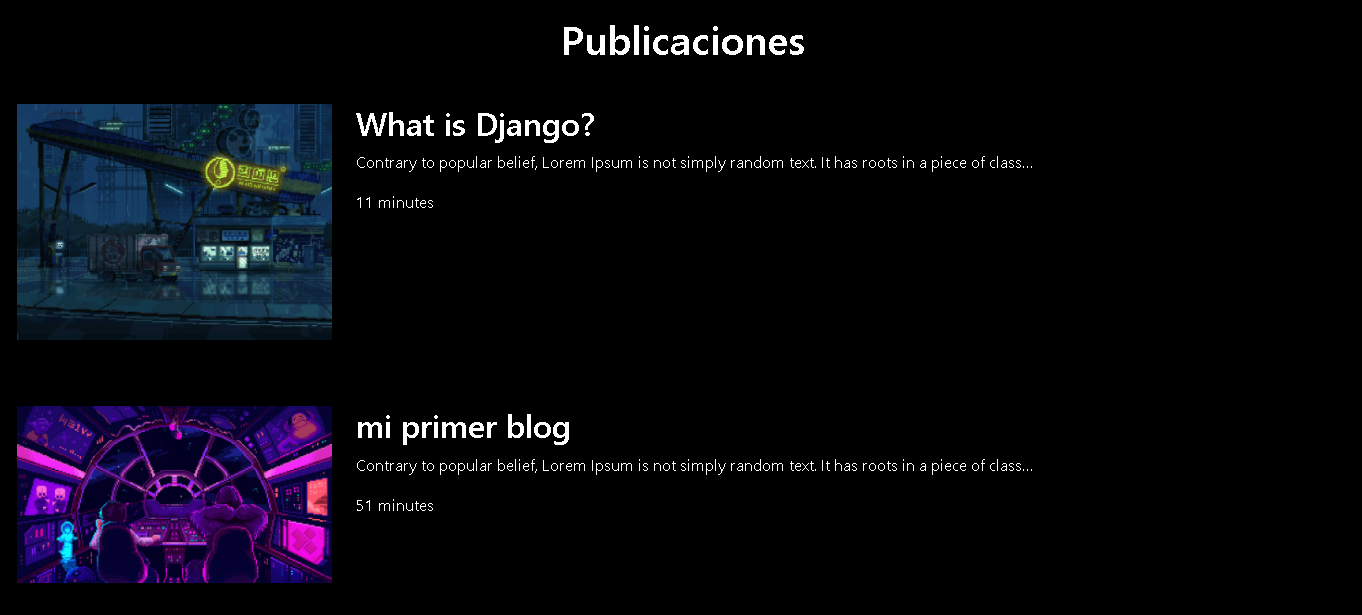 Publicaciones
What is Django?
Contrary to popular belief, Lorem Ipsum is not simply random text. It has roots in a piece of class...
11 minutes
mi primer blog
Contrary to popular belief, Lorem Ipsum is not simply random text. It has roots in a piece of class...
51 minutes